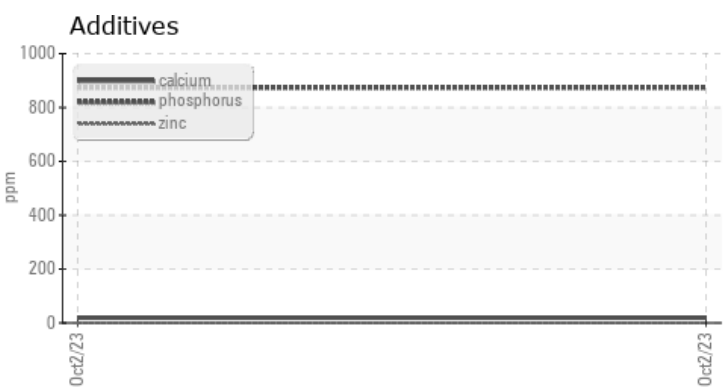 Additives
1000
800
600
400
200
0
ppm
calcium
phosphorus
zinc
Oct2/23
Oct2/23